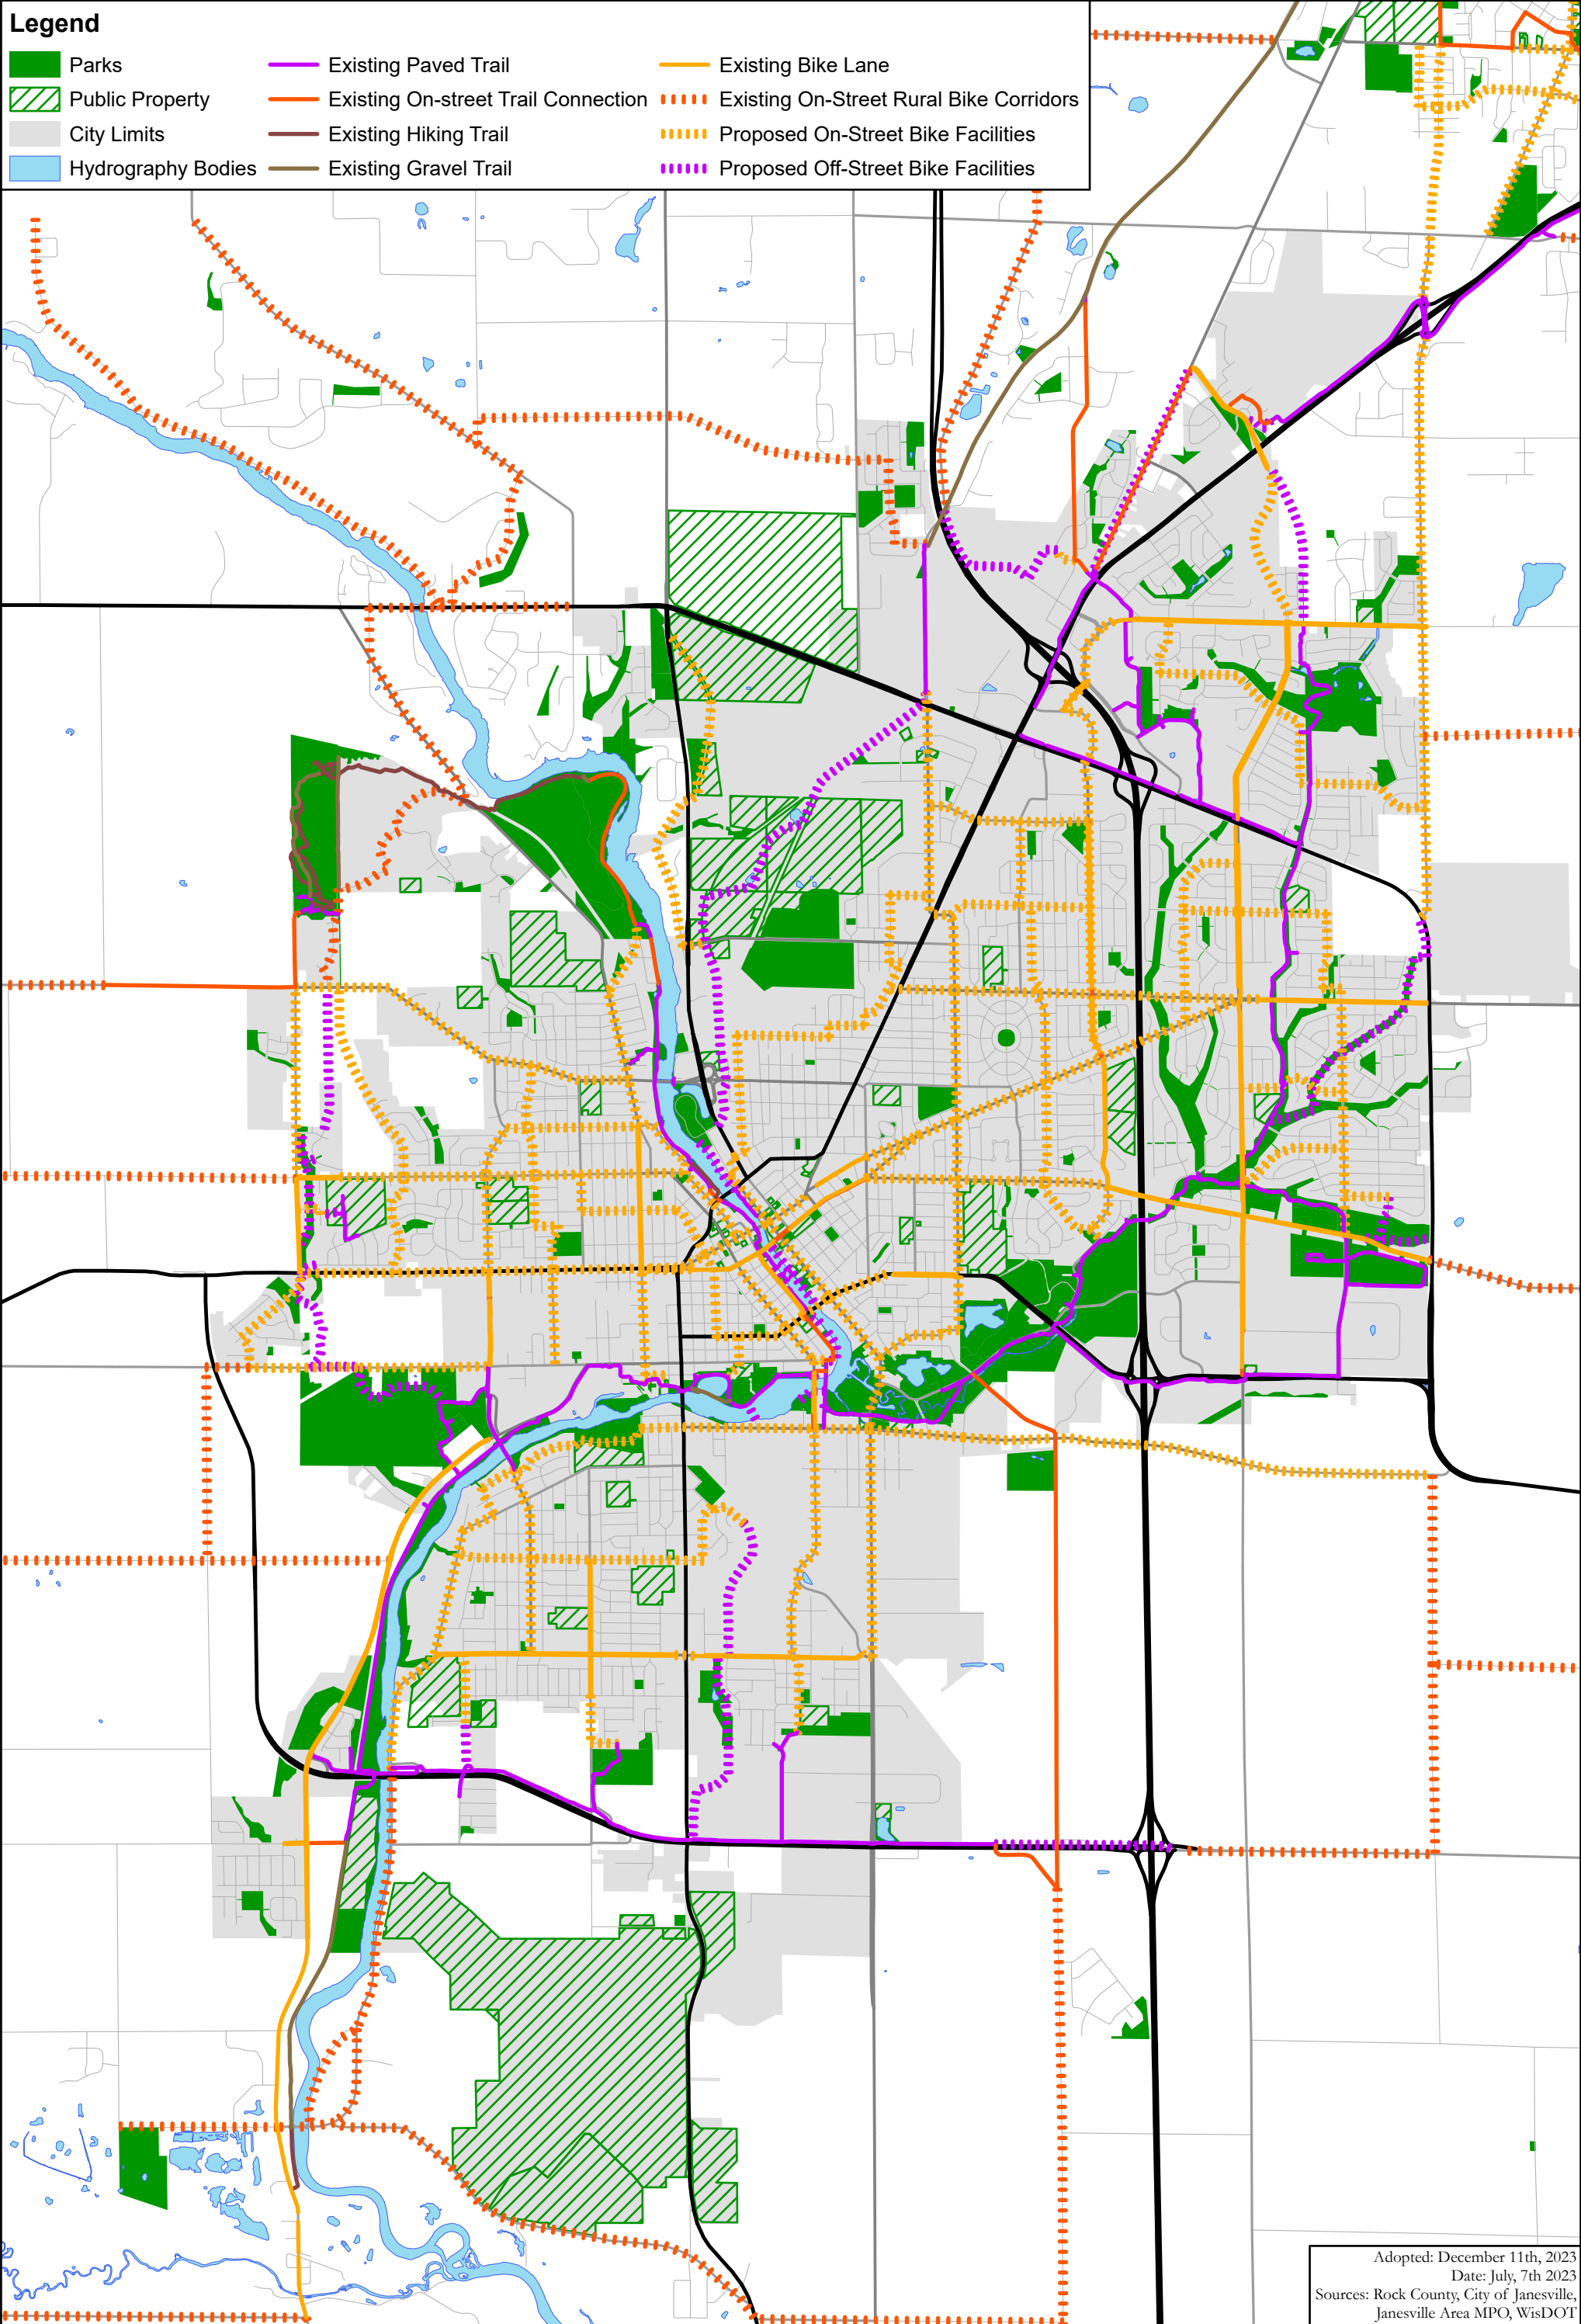 Legend
Parks
Public Property
City Limits
Hydrography Bodies
Existing Paved Trail
Existing On-street Trail Connection
Existing Hiking Trail
Existing Gravel Trail
Existing Bike Lane
Existing On-Street Rural Bike Corridors
Proposed On-Street Bike Facilities
Proposed Off-Street Bike Facilities
Adopted: December 11th, 2023
Date: July, 7th 2023
Sources: Rock County, City of Janesville,
Janesville Area MPO, WisDOT